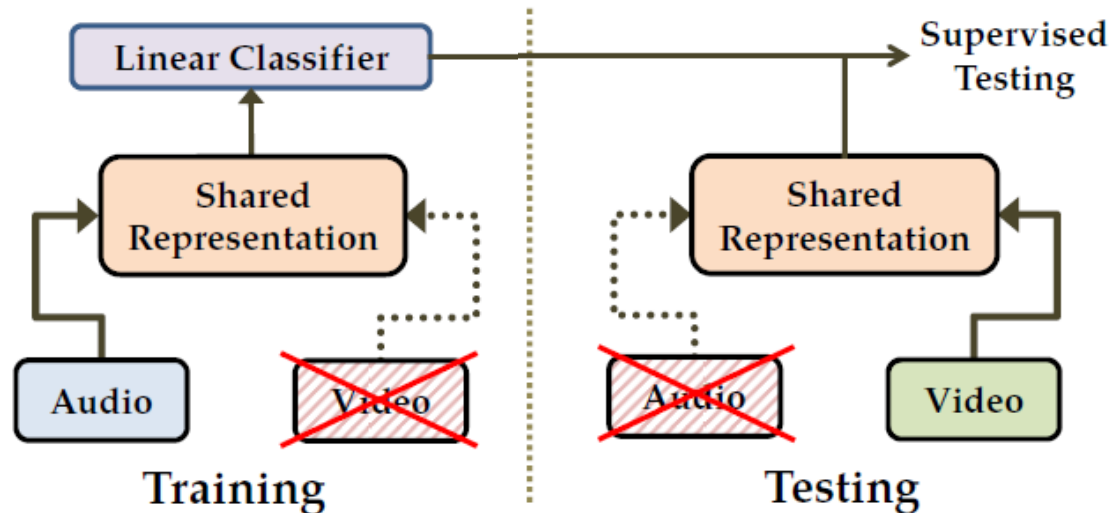 Linear Classifier
Supervised
Testing
Shared
Representation
Shared
Representation
Audio
Video
Audio
Video
Training
Testing